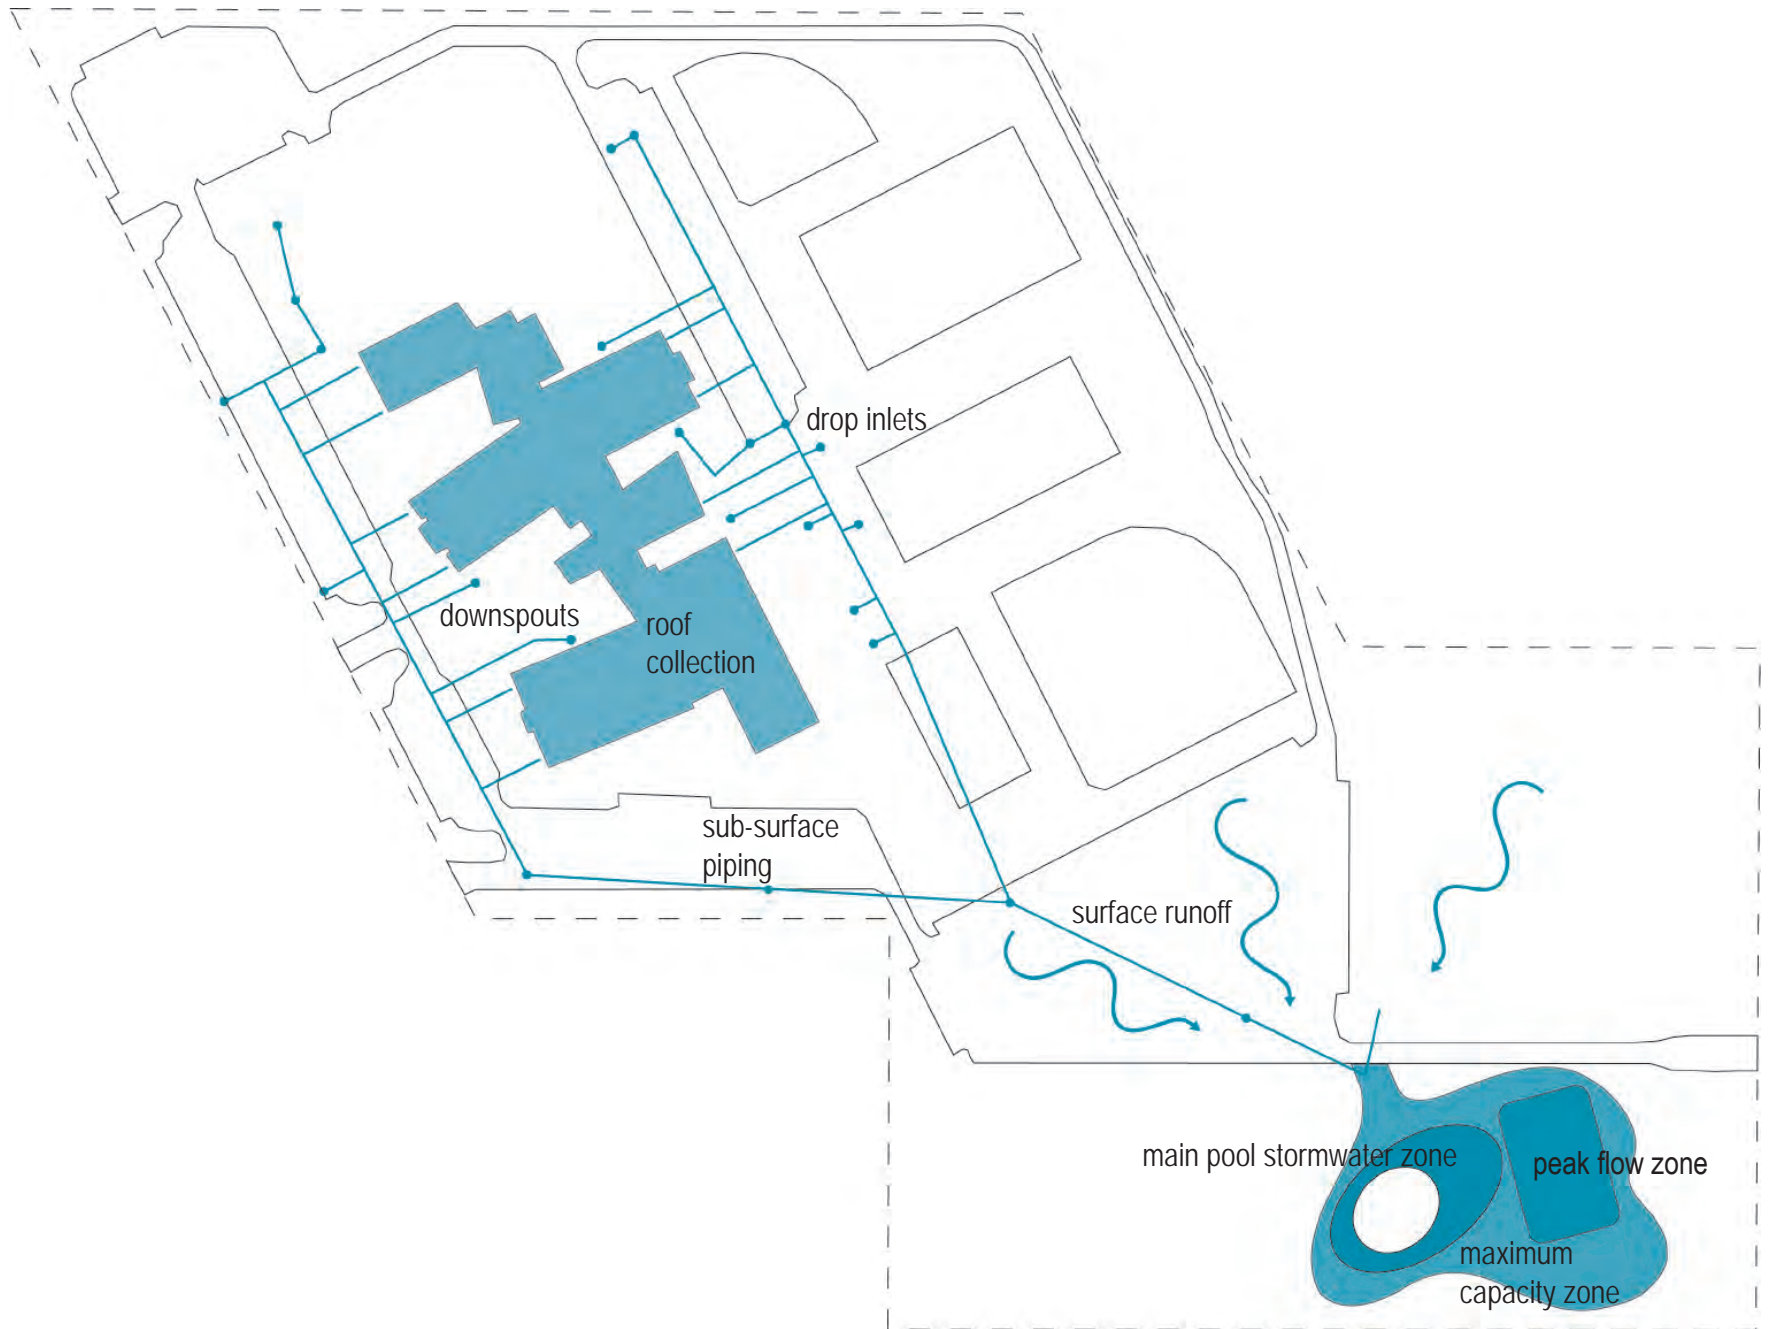 drop inlets
downspouts
roof
collection
sub-surface
piping
surface runoff
main pool stormwater zone
peak flow zone
maximum
capacity zone